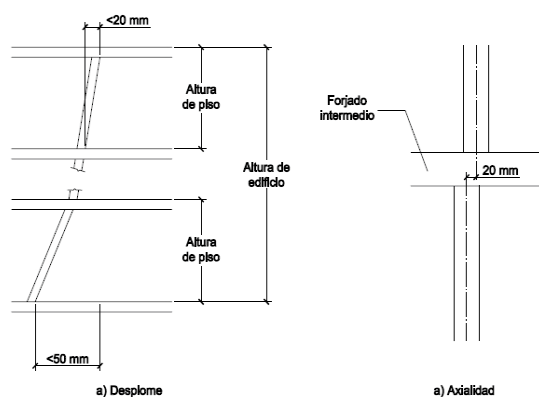 <20 mm
Altura
de piso
Altura de
edificio
Altura
de piso
<50 mm
a) Desplome
Forjado
intermedio
20 mm
a) Axialidad